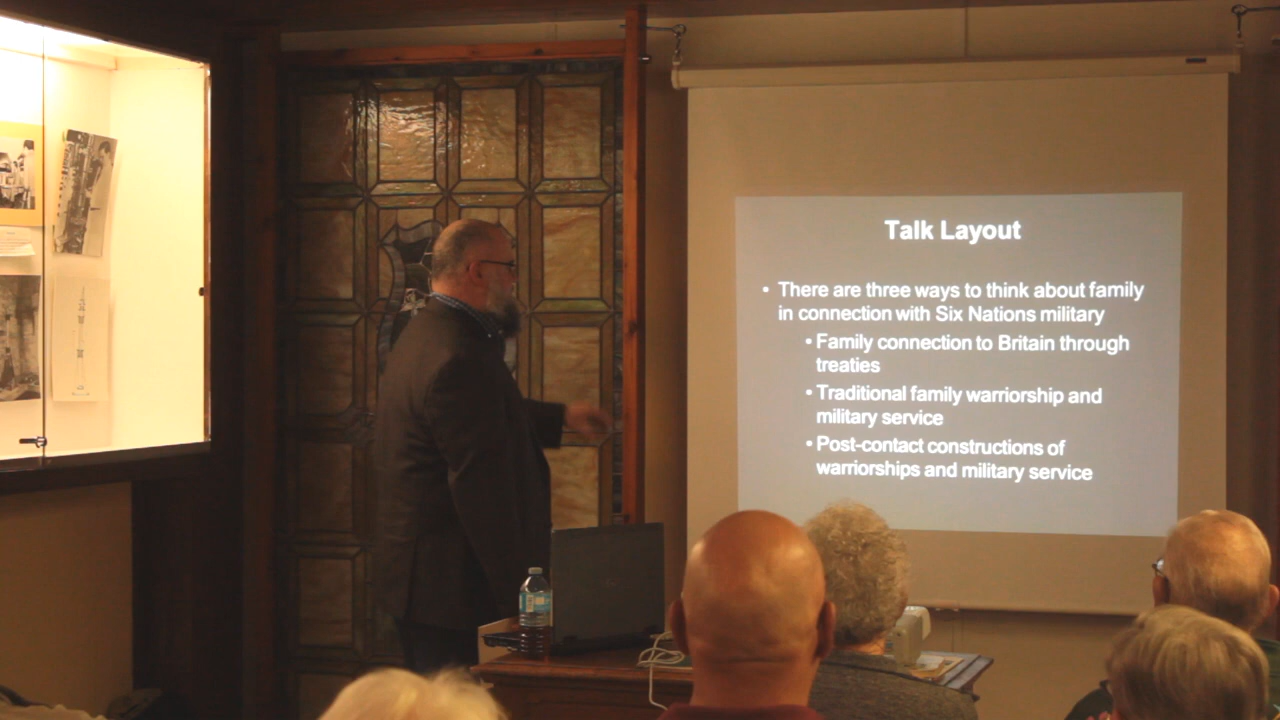 Talk Layout
• There are three ways to think about family
in connection with Six Nations military
• Family connection to Britain through
treaties
• Traditional family warriorship and
military service
• Post-contact constructions of
warriorships and military service